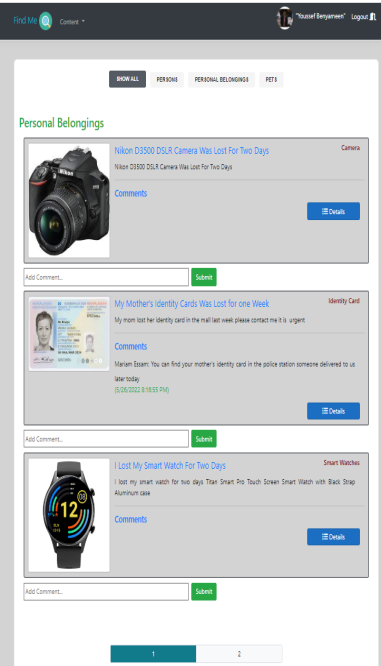 Find Me
Content
"Youssef Benyameen"
Logout
SHOW ALL
PERSONS
PERSONAL BELONGINGS
PETS
Personal Belongings
Nikon D3500 DSLR Camera Was Lost For Two Days
Camera
Nikon D3500 DSLR Camera Was Lost For Two Days
Comments
Details
Add Comment..
Submit
My Mother's Identity Cards Was Lost for one Week
Identity Card
My mom lost her identity card in the mall last week please contact me it is urgent
Comments
Mariam Essam: You can find your mother's identity card in the police station someone delivered to us
later today
(5/26/2022 8:16:55 PM)
Details
Add Comment..
Submit
I Lost My Smart Watch For Two Days
Smart Watches
I lost my smart watch for two days Titan Smart Pro Touch Screen Smart Watch with Black Strap
Aluminum case
Comments
Details
Add Comment..
Submit
1
2